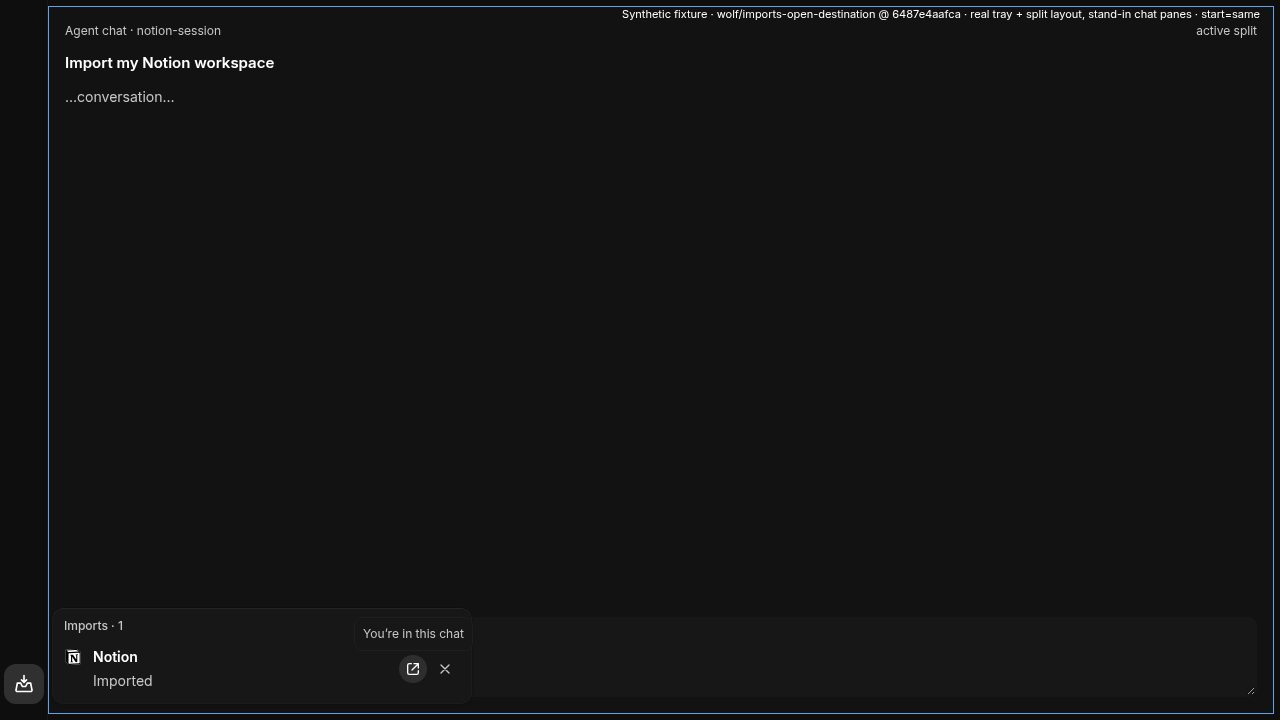 Synthetic fixture · wolf/imports-open-destination @ 6487e4aafca · real tray + split layout, stand-in chat panes · start=same
Agent chat · notion-session
active split
Import my Notion workspace
...conversation...
Imports · 1
You're in this chat
Notion
Imported